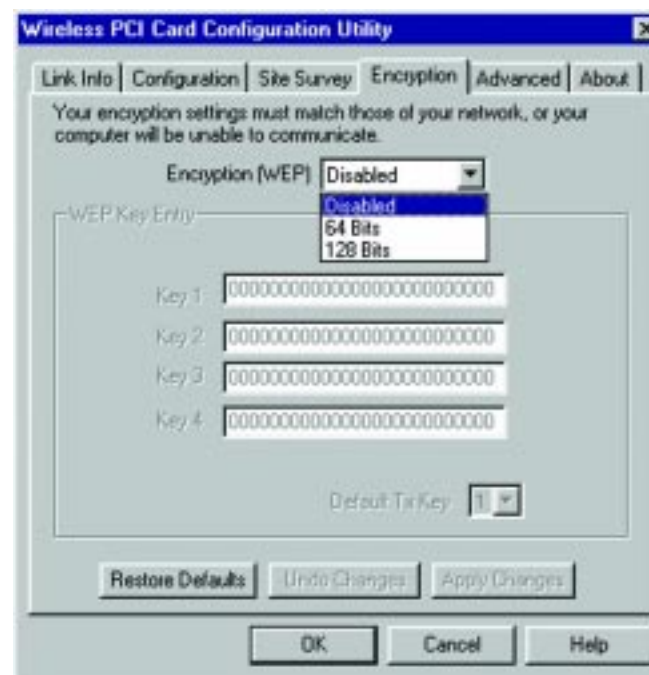 Wireless PCI Card Configuration Utility
Link Info Configuration Site Survey Encryption Advanced About
Your encryption settings must match those of your network, or your
computer will be unable to communicate.
Encryption (WEP) Disabled
Disabled
64 Bits
128 Bits
WEP Key Entry
Key 1 00000000000000000000000000
Key 2 00000000000000000000000000
Key 3 00000000000000000000000000
Key 4 00000000000000000000000000
Default Tx Key 1
Restore Defaults Undo Changes Apply Changes
OK Cancel Help